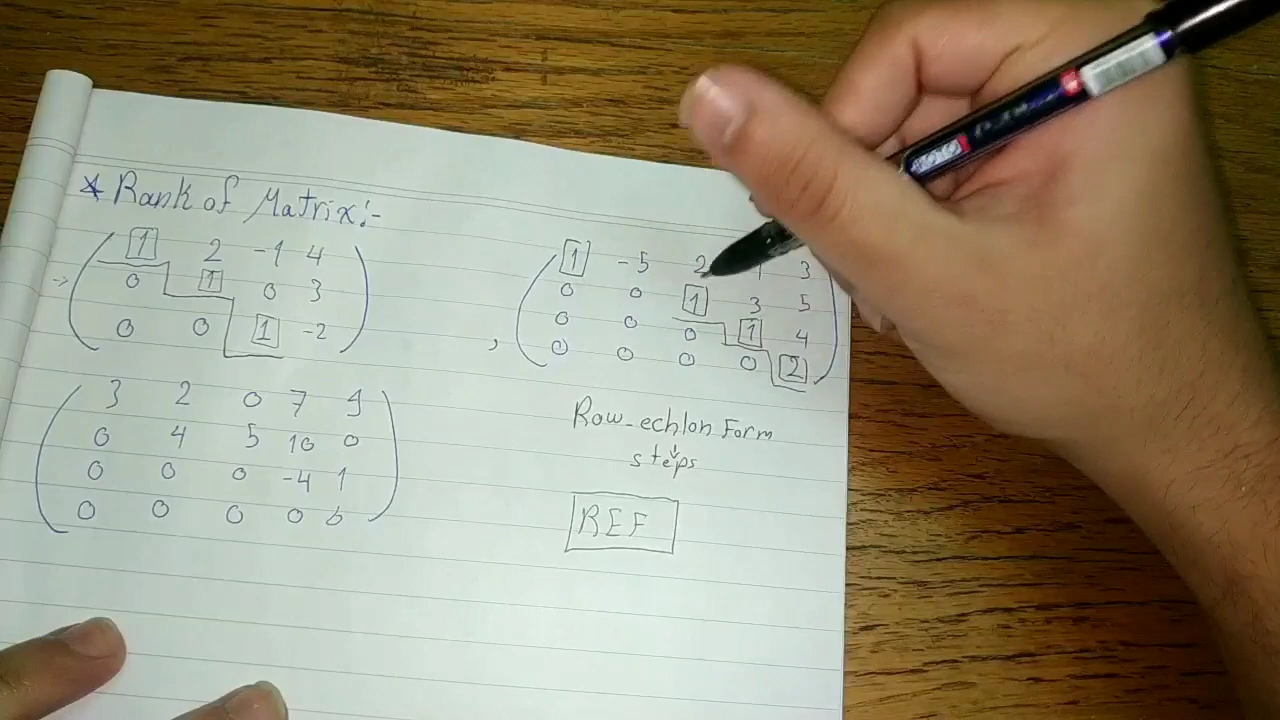 * Rank of Matrix:-
-> 1 2 -1 4
0 1 0 3
0 0 1 -2
, 1 -5 2 1 3
0 0 1 3 5
0 0 0 1 4
0 0 0 0 2
3 2 0 7 9
0 4 5 10 0
0 0 0 -4 1
0 0 0 0 6
Row-echlon Form
steps
REF